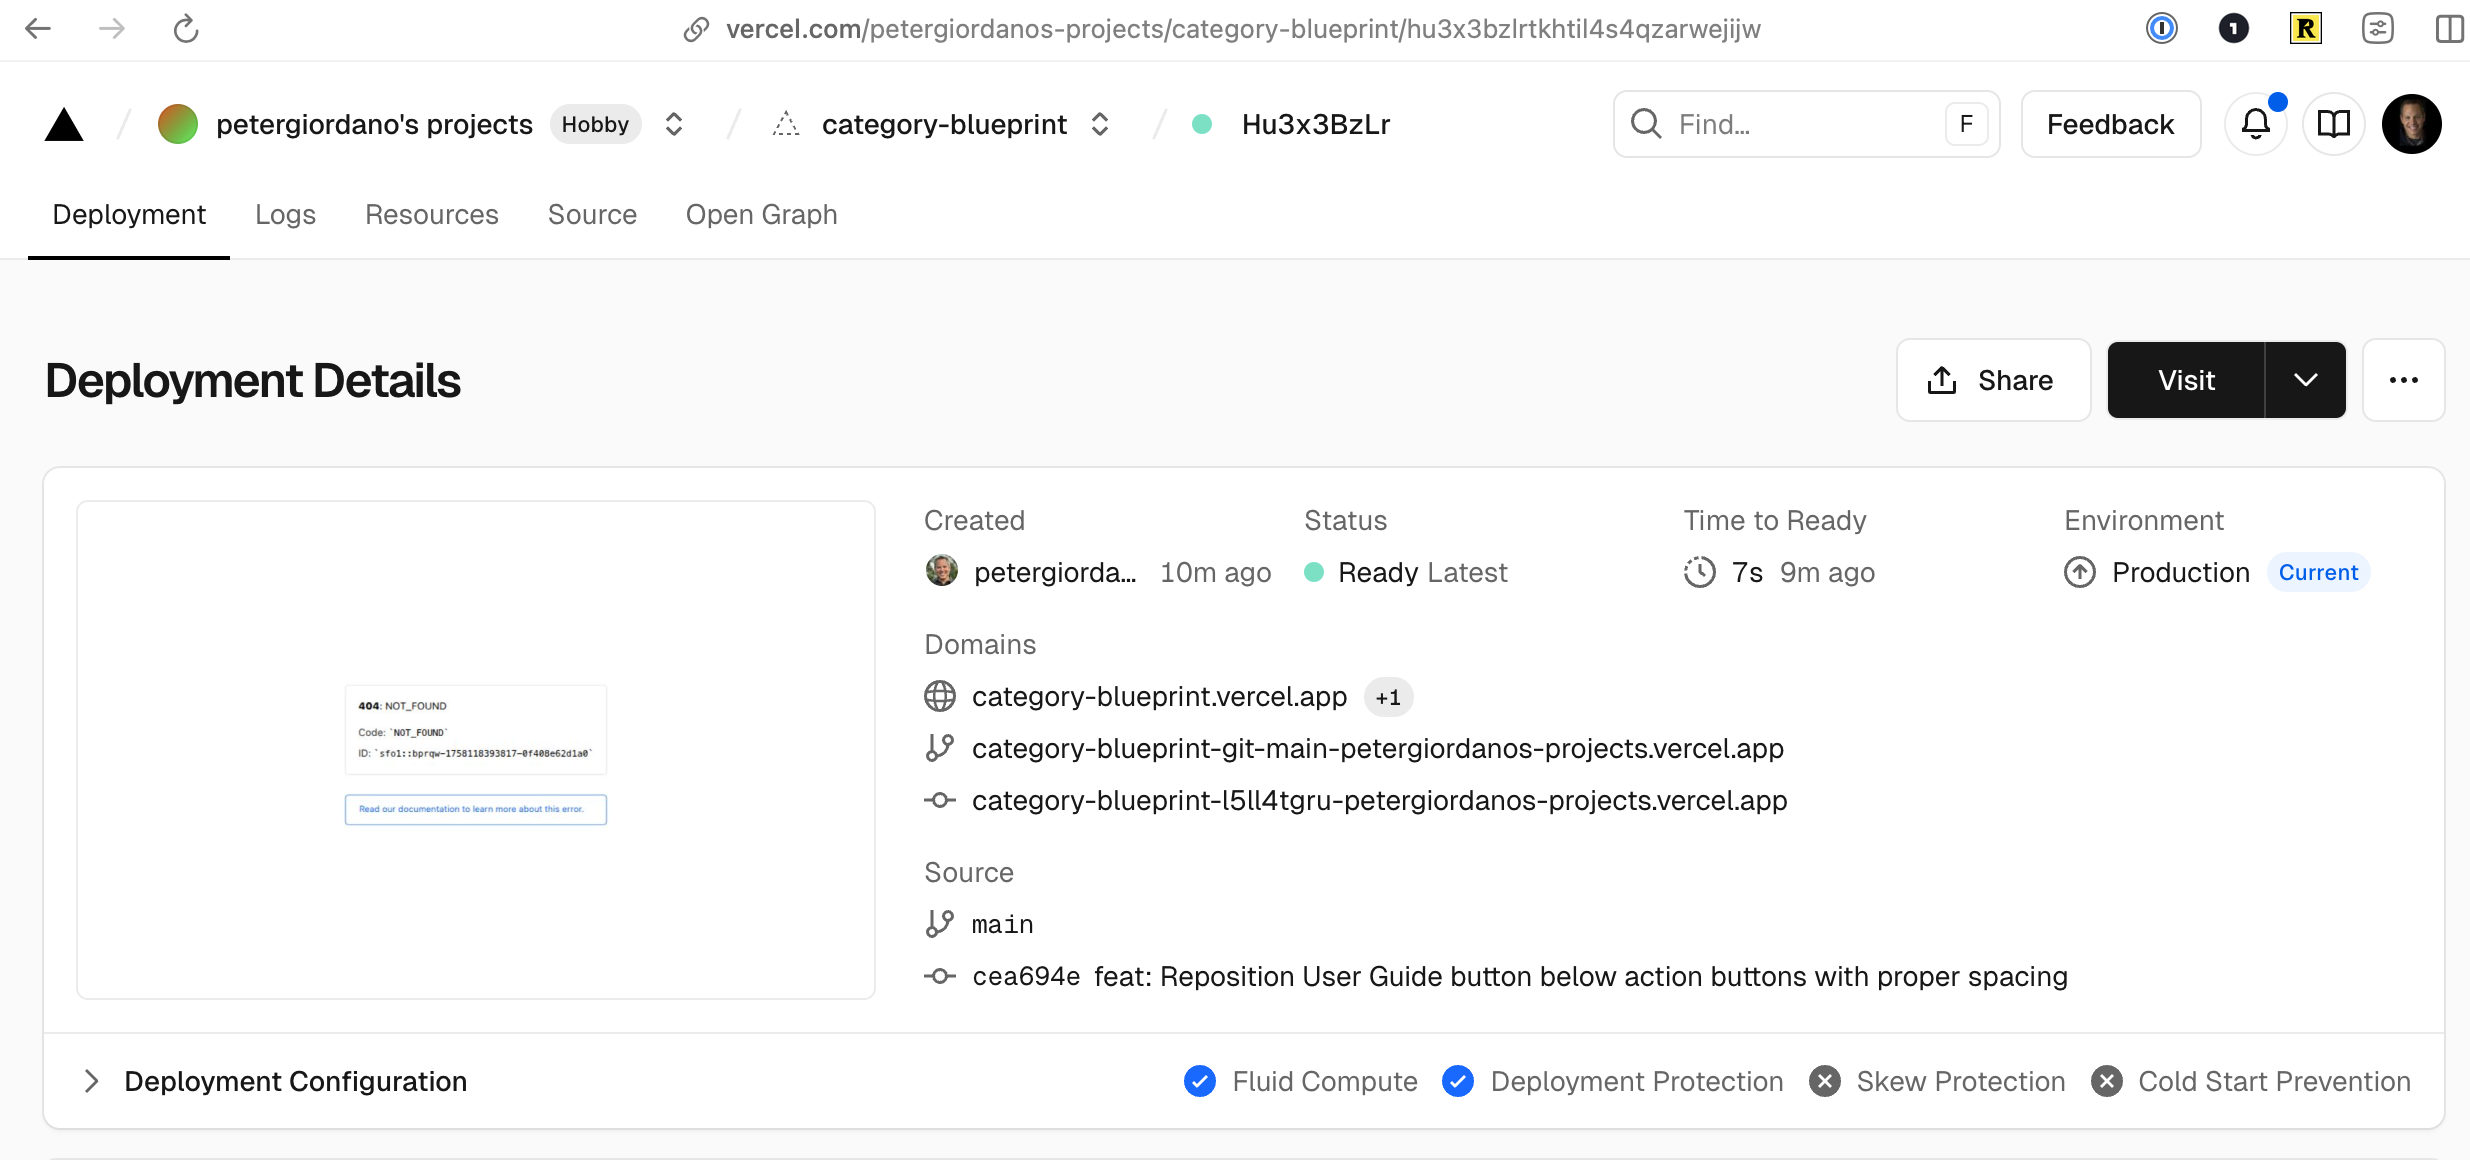 vercel.com/petergiordanos-projects/category-blueprint/hu3x3bzlrtkhtil4s4qzarwejijw
1
R
petergiordano's projects Hobby
category-blueprint
Hu3x3BzLr
Find... F
Feedback
Deployment Logs Resources Source Open Graph
Deployment Details
Share
Visit
404: NOT_FOUND
Code: `NOT_FOUND`
ID: `sfo1::bprqw-1758118393817-0f408e62d1a0`
Read our documentation to learn more about this error.
Created Status Time to Ready Environment
petergiorda... 10m ago Ready Latest 7s 9m ago Production Current
Domains
category-blueprint.vercel.app +1
category-blueprint-git-main-petergiordanos-projects.vercel.app
category-blueprint-l5ll4tgru-petergiordanos-projects.vercel.app
Source
main
cea694e feat: Reposition User Guide button below action buttons with proper spacing
Deployment Configuration
Fluid Compute Deployment Protection Skew Protection Cold Start Prevention